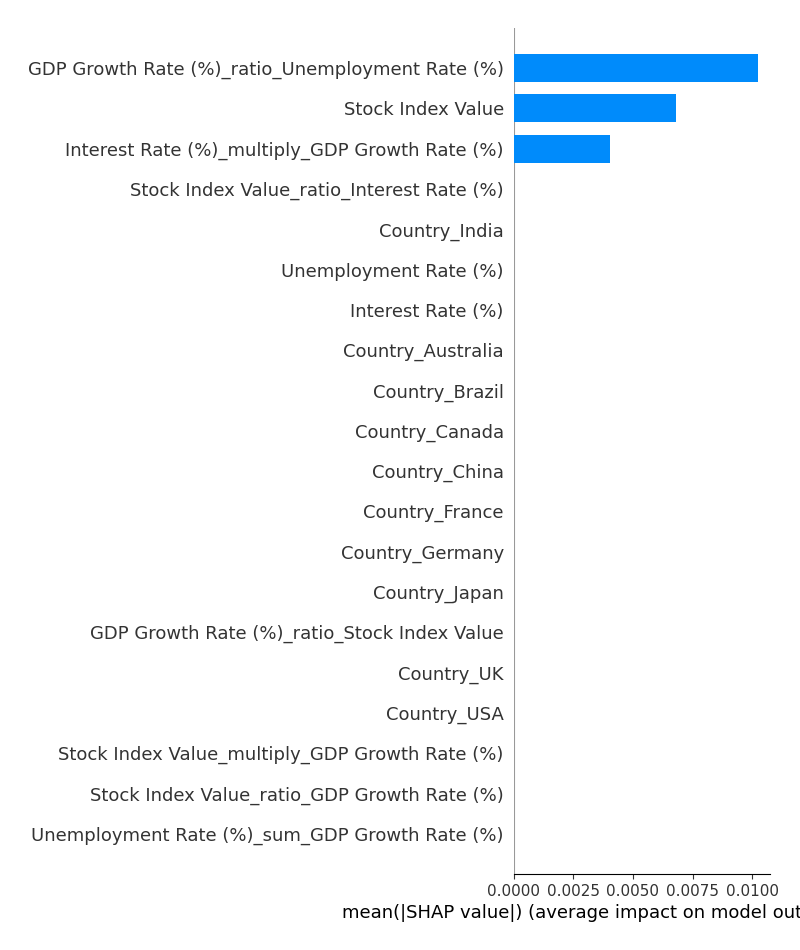 GDP Growth Rate (%)_ratio_Unemployment Rate (%)
Stock Index Value
Interest Rate (%)_multiply_GDP Growth Rate (%)
Stock Index Value_ratio_Interest Rate (%)
Country_India
Unemployment Rate (%)
Interest Rate (%)
Country_Australia
Country_Brazil
Country_Canada
Country_China
Country_France
Country_Germany
Country_Japan
GDP Growth Rate (%)_ratio_Stock Index Value
Country_UK
Country_USA
Stock Index Value_multiply_GDP Growth Rate (%)
Stock Index Value_ratio_GDP Growth Rate (%)
Unemployment Rate (%)_sum_GDP Growth Rate (%)
0.0000 0.0025 0.0050 0.0075 0.0100
mean(|SHAP value|) (average impact on model out